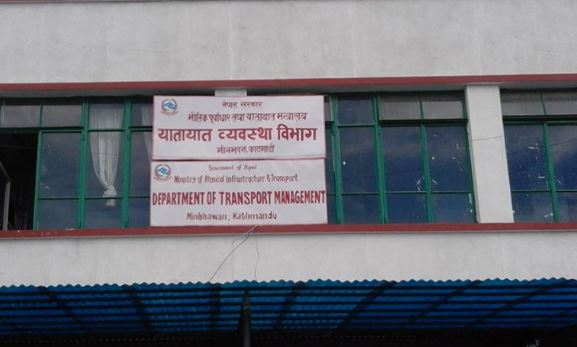 नेपाल सरकार
भौतिक पूर्वाधार तथा यातायात मन्त्रालय
यातायात व्यवस्था विभाग
मीनभवन, काठमाडौं
Government of Nepal
Ministry of Physical Infrastructure & Transport
DEPARTMENT OF TRANSPORT MANAGEMENT
Minbhawan, Kathmandu